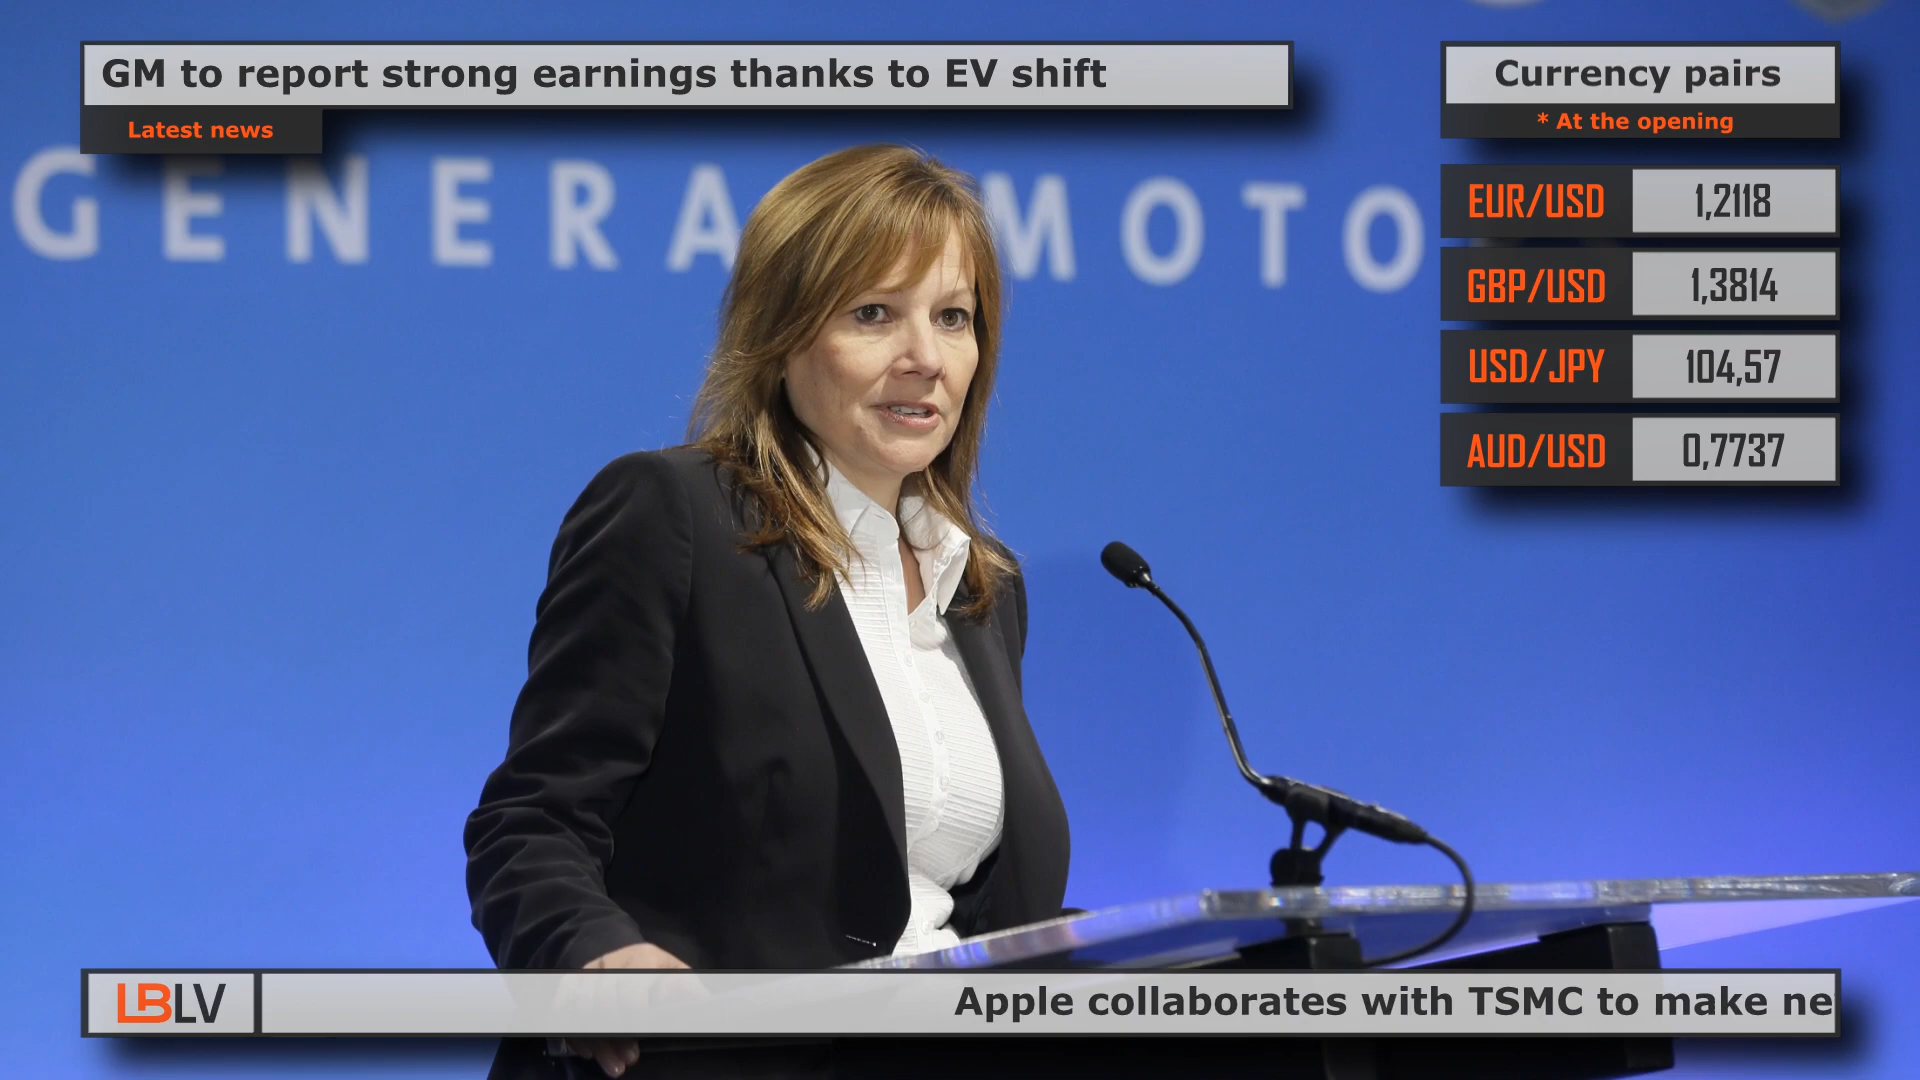 GM to report strong earnings thanks to EV shift
Latest news
Currency pairs
* At the opening
EUR/USD 1,2118
GBP/USD 1,3814
USD/JPY 104,57
AUD/USD 0,7737
GENERA MOTO
LBLV
Apple collaborates with TSMC to make ne